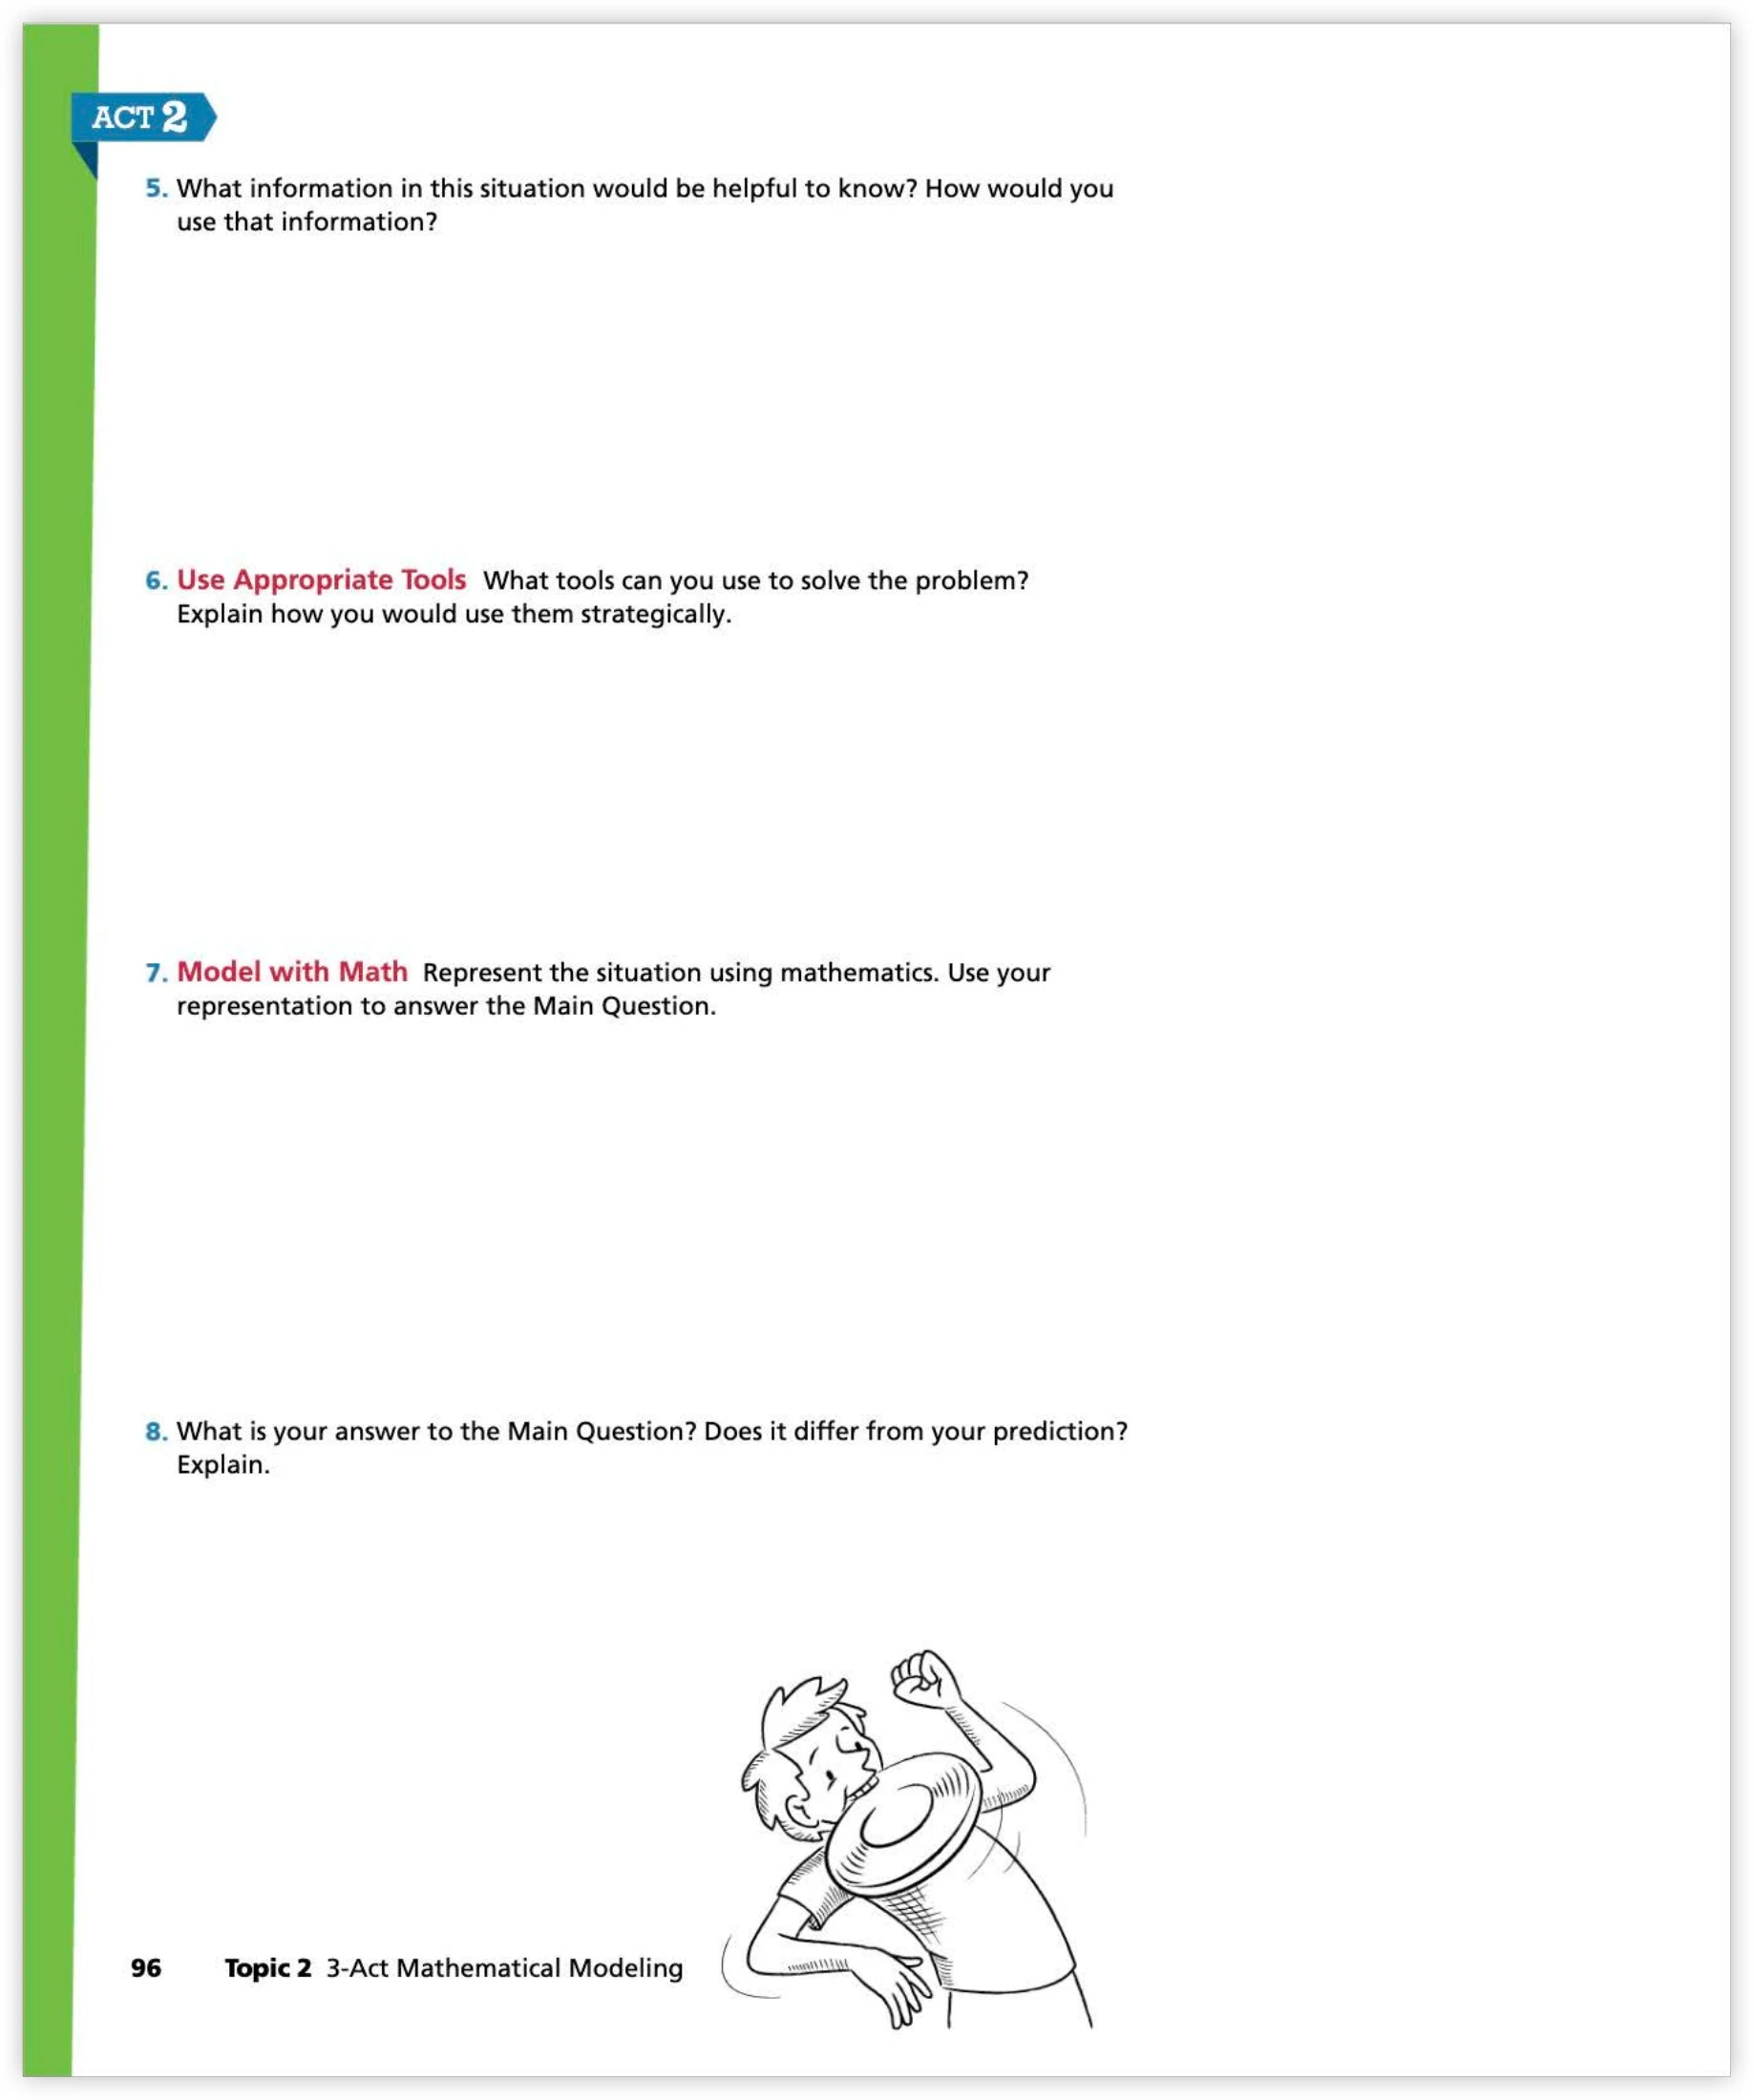 ACT 2
5. What information in this situation would be helpful to know? How would you
use that information?
6. Use Appropriate Tools What tools can you use to solve the problem?
Explain how you would use them strategically.
7. Model with Math Represent the situation using mathematics. Use your
representation to answer the Main Question.
8. What is your answer to the Main Question? Does it differ from your prediction?
Explain.
96 Topic 2 3-Act Mathematical Modeling